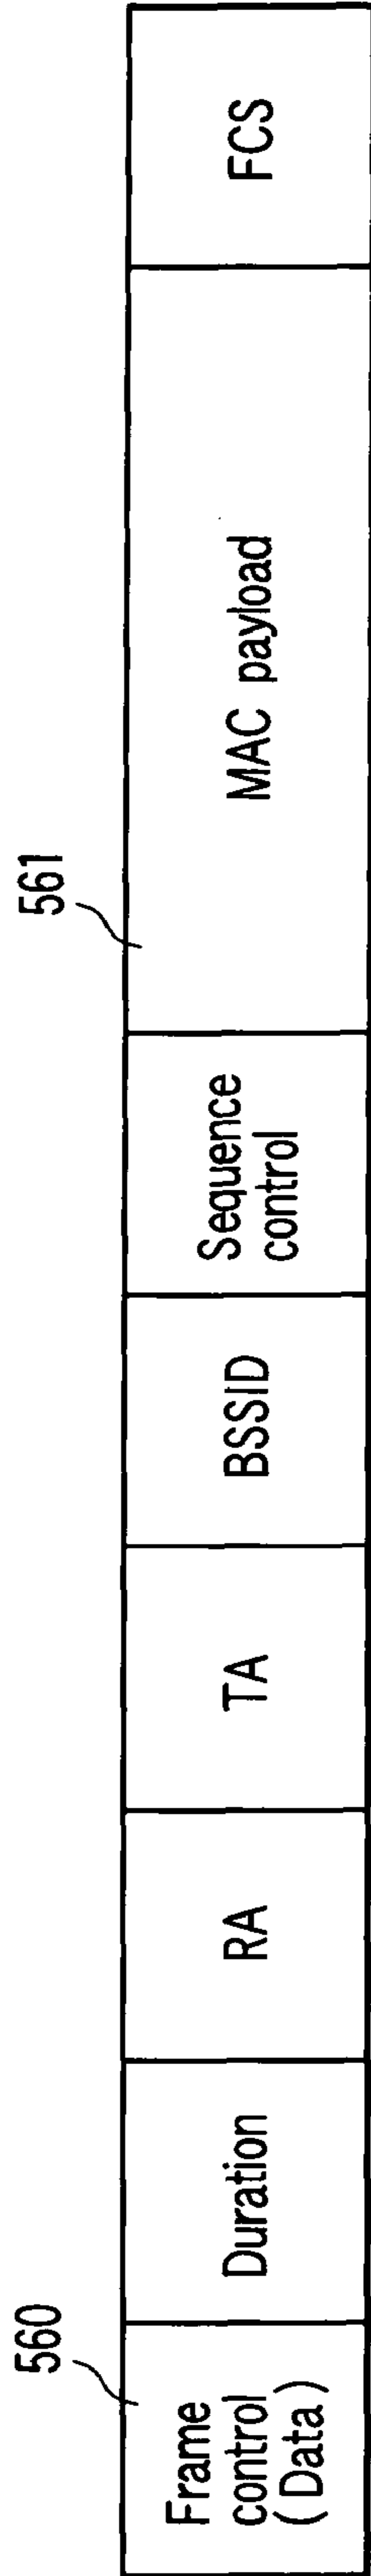 560
561
Frame
control
(Data)
Duration
RA
TA
BSSID
Sequence
control
MAC payload
FCS